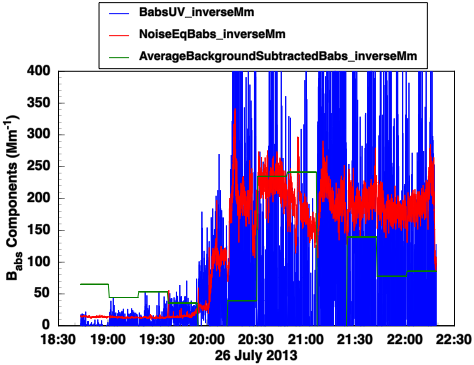 BabsUV_inverseMm
NoiseEqBabs_inverseMm
AverageBackgroundSubtractedBabs_inverseMm
400
350
300
250
200
150
100
50
0
B_abs Components (Mm^-1)
18:30 19:00 19:30 20:00 20:30 21:00 21:30 22:00 22:30
26 July 2013